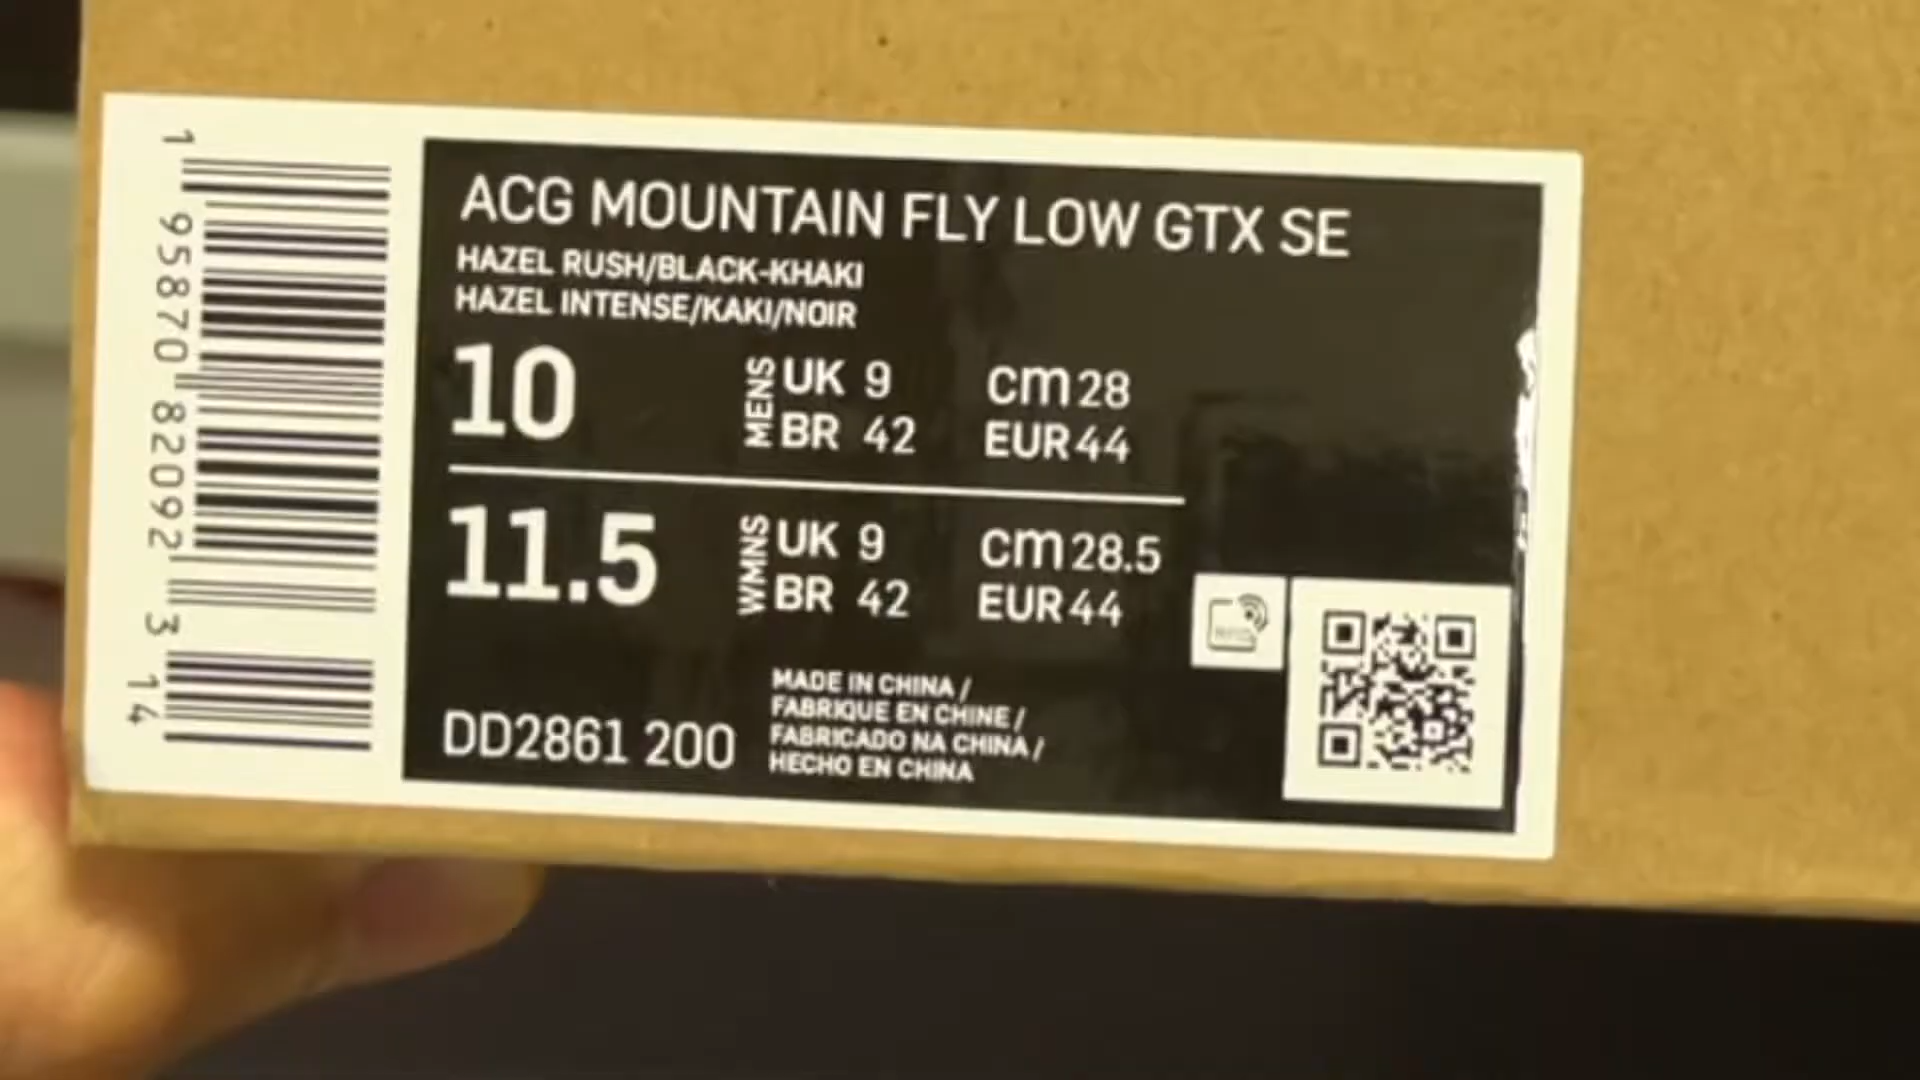 1 95870 82092 3 14
ACG MOUNTAIN FLY LOW GTX SE
HAZEL RUSH/BLACK-KHAKI
HAZEL INTENSE/KAKI/NOIR
10
MENS
UK 9 cm 28
BR 42 EUR 44
11.5
WMNS
UK 9 cm 28.5
BR 42 EUR 44
DD2861 200
MADE IN CHINA /
FABRIQUE EN CHINE /
FABRICADO NA CHINA /
HECHO EN CHINA